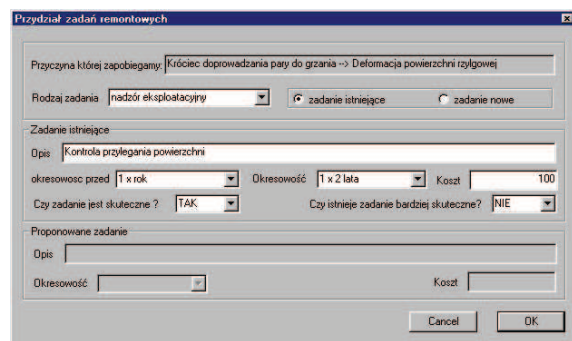 Przydział zadań remontowych
Przyczyna której zapobiegamy: Króciec doprowadzania pary do grzania --> Deformacja powierzchni rzylgowej
Rodzaj zadania nadzór eksploatacyjny zadanie istniejące zadanie nowe
Zadanie istniejące
Opis Kontrola przylegania powierzchni
okresowosc przed 1 x rok Okresowość 1 x 2 lata Koszt 100
Czy zadanie jest skuteczne ? TAK Czy istnieje zadanie bardziej skuteczne? NIE
Proponowane zadanie
Opis
Okresowość Koszt
Cancel OK